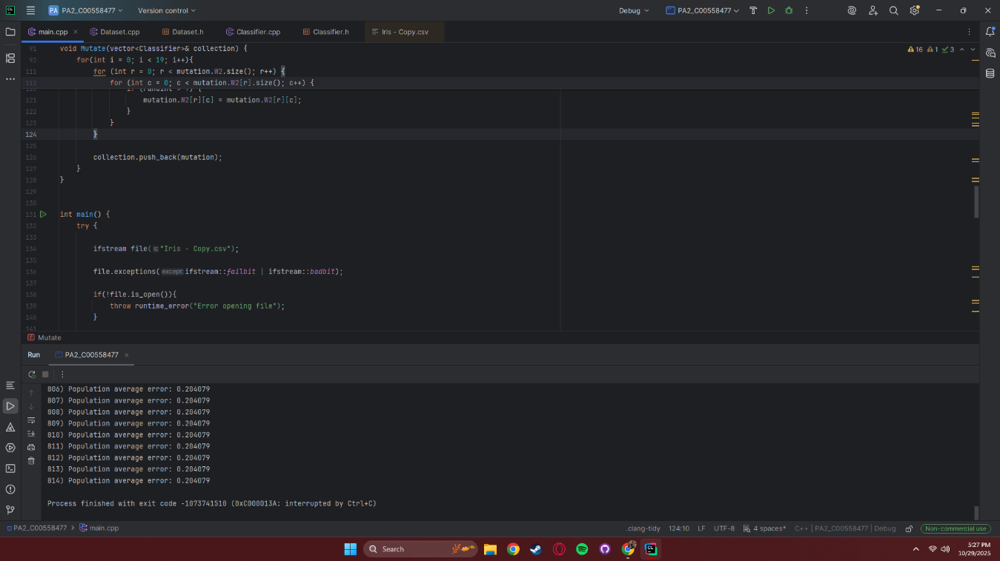 PA PA2_C00558477 Version control Debug PA2_C00558477
main.cpp Dataset.cpp Dataset.h Classifier.cpp Classifier.h Iris - Copy.csv
91 void Mutate(vector<Classifier>& collection) { 16 1 3
92 for(int i = 0; i < 19; i++){
111 for (int r = 0; r < mutation.W2.size(); r++) {
112 for (int c = 0; c < mutation.W2[r].size(); c++) {
121 mutation.W2[r][c] = mutation.W2[r][c];
122 }
123 }
124 }
125
126 collection.push_back(mutation);
127 }
128 }
129
130
131 int main() {
132 try {
133
134 ifstream file( s: "Iris - Copy.csv");
135
136 file.exceptions( except: ifstream::failbit | ifstream::badbit);
137
138 if(!file.is_open()){
139 throw runtime_error("Error opening file");
140 }
141
Mutate
Run PA2_C00558477
806) Population average error: 0.204079
807) Population average error: 0.204079
808) Population average error: 0.204079
809) Population average error: 0.204079
810) Population average error: 0.204079
811) Population average error: 0.204079
812) Population average error: 0.204079
813) Population average error: 0.204079
814) Population average error: 0.204079
Process finished with exit code -1073741510 (0xC000013A: interrupted by Ctrl+C)
PA2_C00558477 > main.cpp .clang-tidy 124:10 LF UTF-8 4 spaces* C++ | PA2_C00558477 | Debug Non-commercial use
Search
5:27 PM
10/29/2025